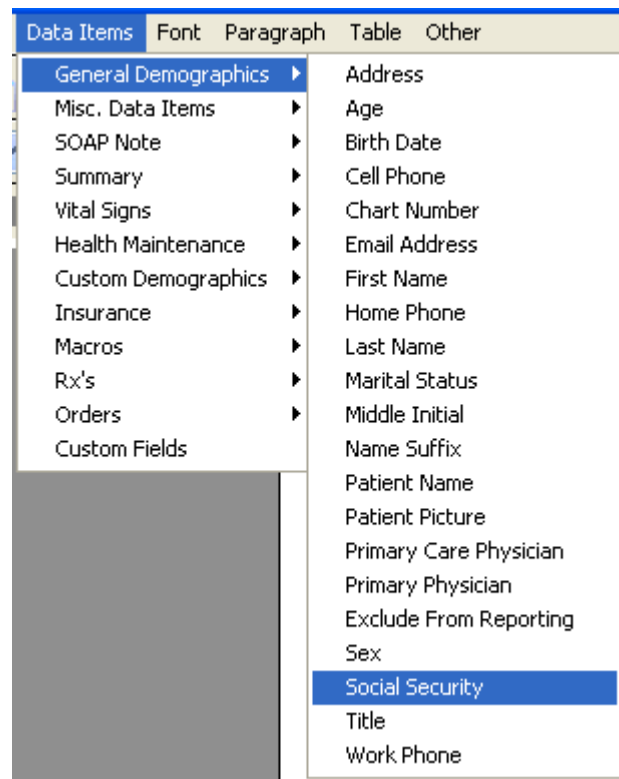 Data Items Font Paragraph Table Other
General Demographics
Misc. Data Items
SOAP Note
Summary
Vital Signs
Health Maintenance
Custom Demographics
Insurance
Macros
Rx's
Orders
Custom Fields
Address
Age
Birth Date
Cell Phone
Chart Number
Email Address
First Name
Home Phone
Last Name
Marital Status
Middle Initial
Name Suffix
Patient Name
Patient Picture
Primary Care Physician
Primary Physician
Exclude From Reporting
Sex
Social Security
Title
Work Phone